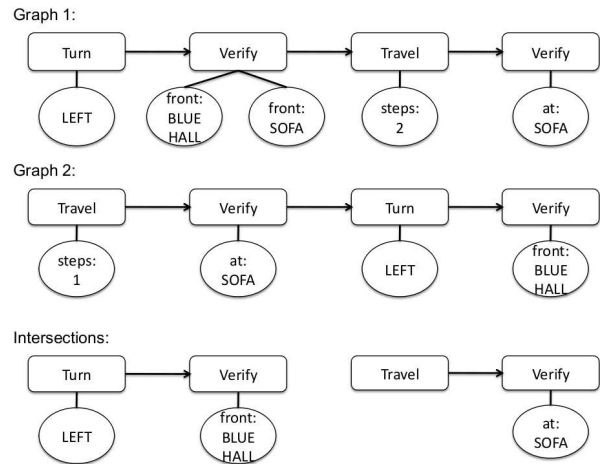 Graph 1:
Turn
Verify
Travel
Verify
LEFT
front:
BLUE
HALL
front:
SOFA
steps:
2
at:
SOFA
Graph 2:
Travel
Verify
Turn
Verify
steps:
1
at:
SOFA
LEFT
front:
BLUE
HALL
Intersections:
Turn
Verify
Travel
Verify
LEFT
front:
BLUE
HALL
at:
SOFA